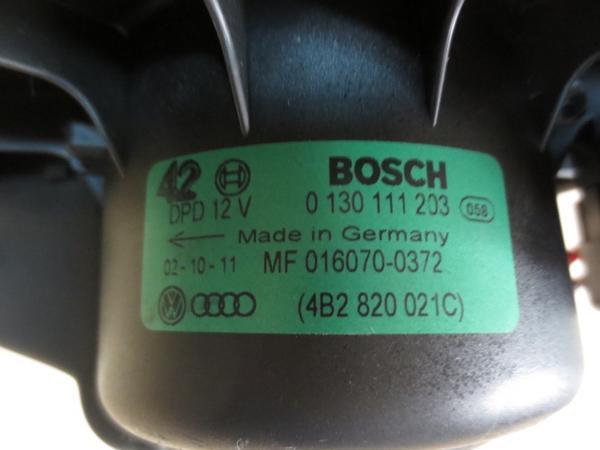 42 BOSCH
DPD 12 V 0 130 111 203 058
Made in Germany
02-10-11 MF 016070-0372
(4B2 820 021C)